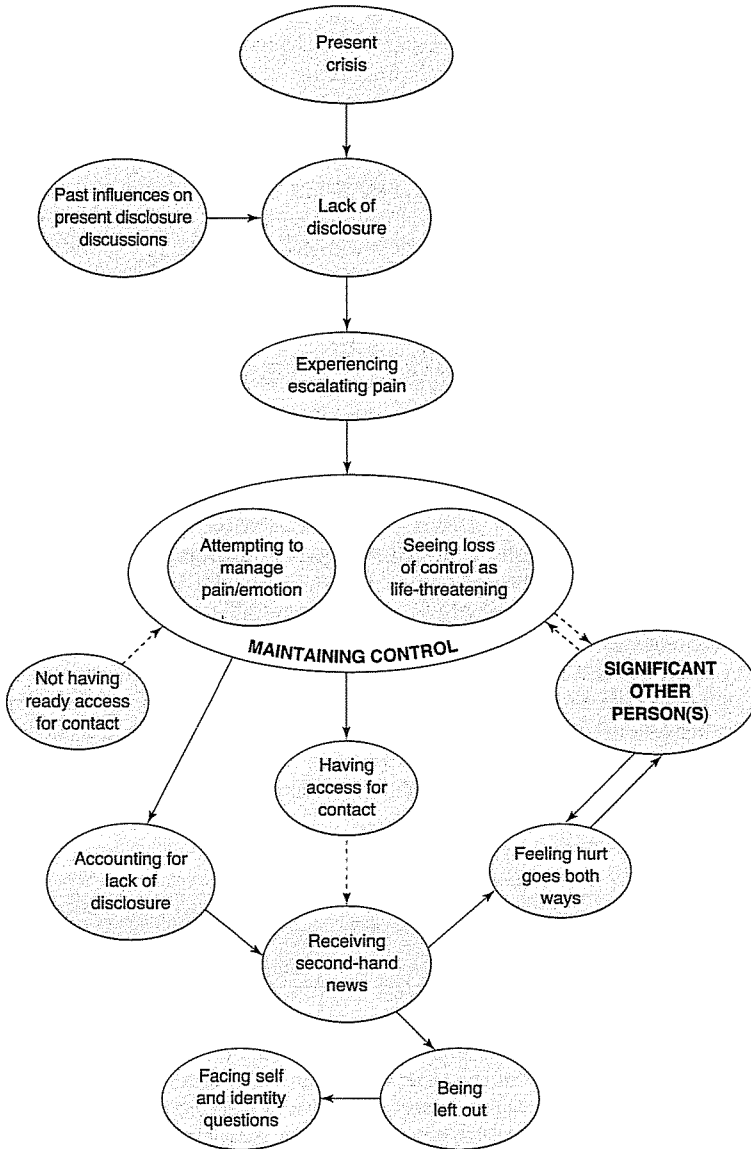 Present
crisis
Past influences on
present disclosure
discussions
Lack of
disclosure
Experiencing
escalating pain
Attempting to
manage
pain/emotion
Seeing loss
of control as
life-threatening
MAINTAINING CONTROL
Not having
ready access
for contact
SIGNIFICANT
OTHER
PERSON(S)
Having
access for
contact
Accounting for
lack of
disclosure
Feeling hurt
goes both
ways
Receiving
second-hand
news
Facing self
and identity
questions
Being
left out